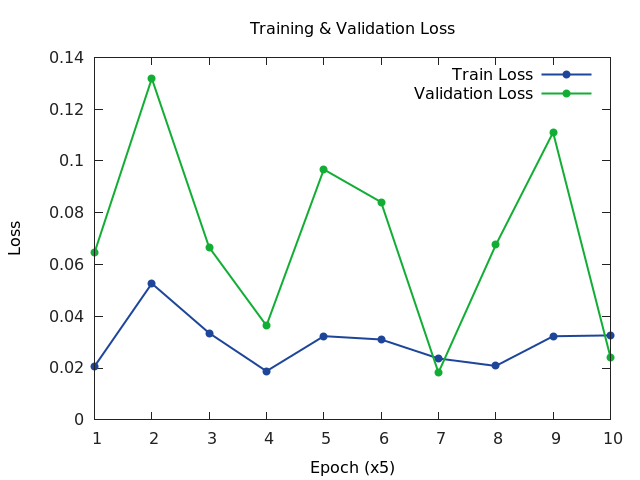 Training & Validation Loss
Train Loss
Validation Loss
0.14
0.12
0.1
0.08
0.06
0.04
0.02
0
Loss
1 2 3 4 5 6 7 8 9 10
Epoch (x5)